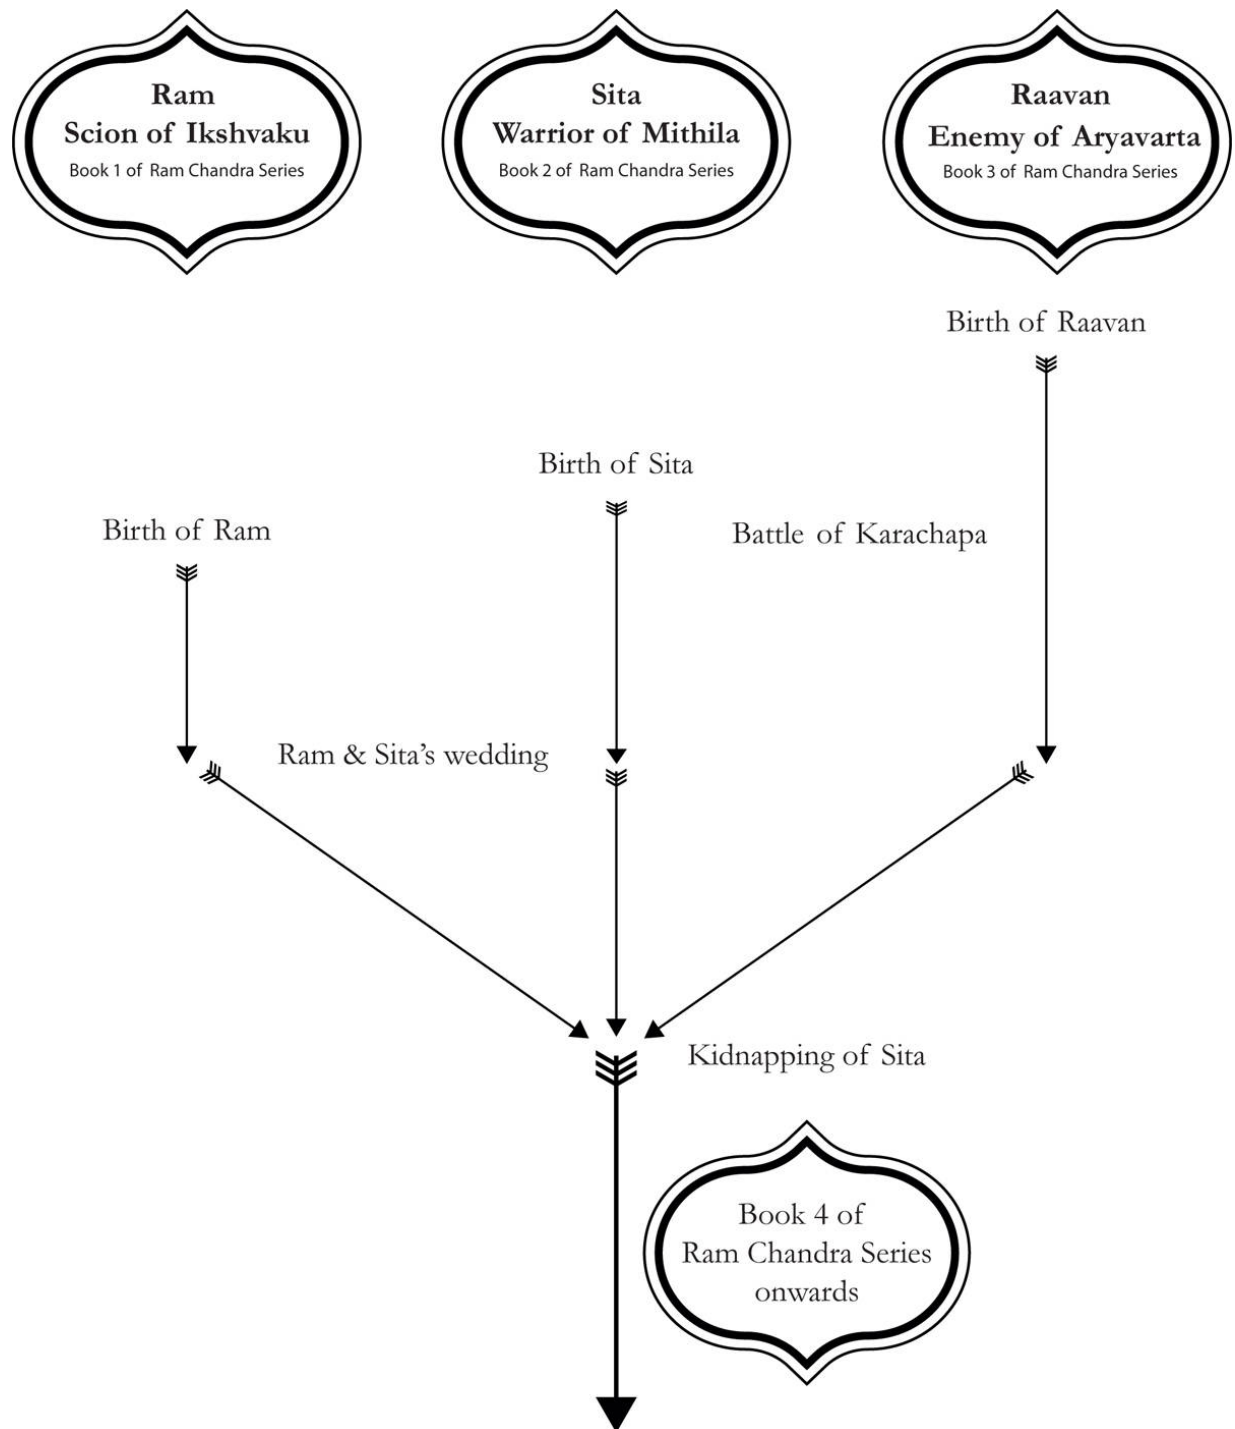 Ram
Scion of Ikshvaku
Book 1 of Ram Chandra Series
Sita
Warrior of Mithila
Book 2 of Ram Chandra Series
Raavan
Enemy of Aryavarta
Book 3 of Ram Chandra Series
Birth of Raavan
Birth of Sita
Birth of Ram
Battle of Karachapa
Ram & Sita’s wedding
Kidnapping of Sita
Book 4 of
Ram Chandra Series
onwards